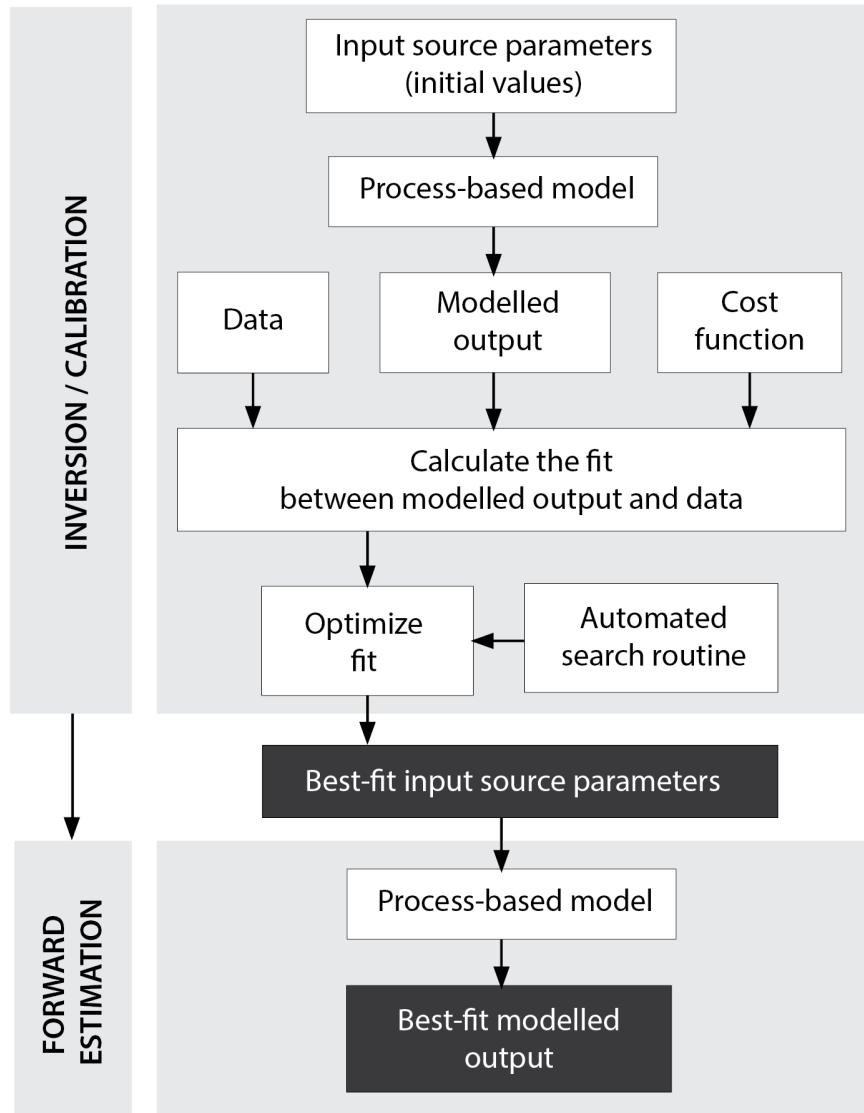 INVERSION / CALIBRATION
Input source parameters
(initial values)
Process-based model
Data
Modelled
output
Cost
function
Calculate the fit
between modelled output and data
Optimize
fit
Automated
search routine
Best-fit input source parameters
FORWARD
ESTIMATION
Process-based model
Best-fit modelled
output